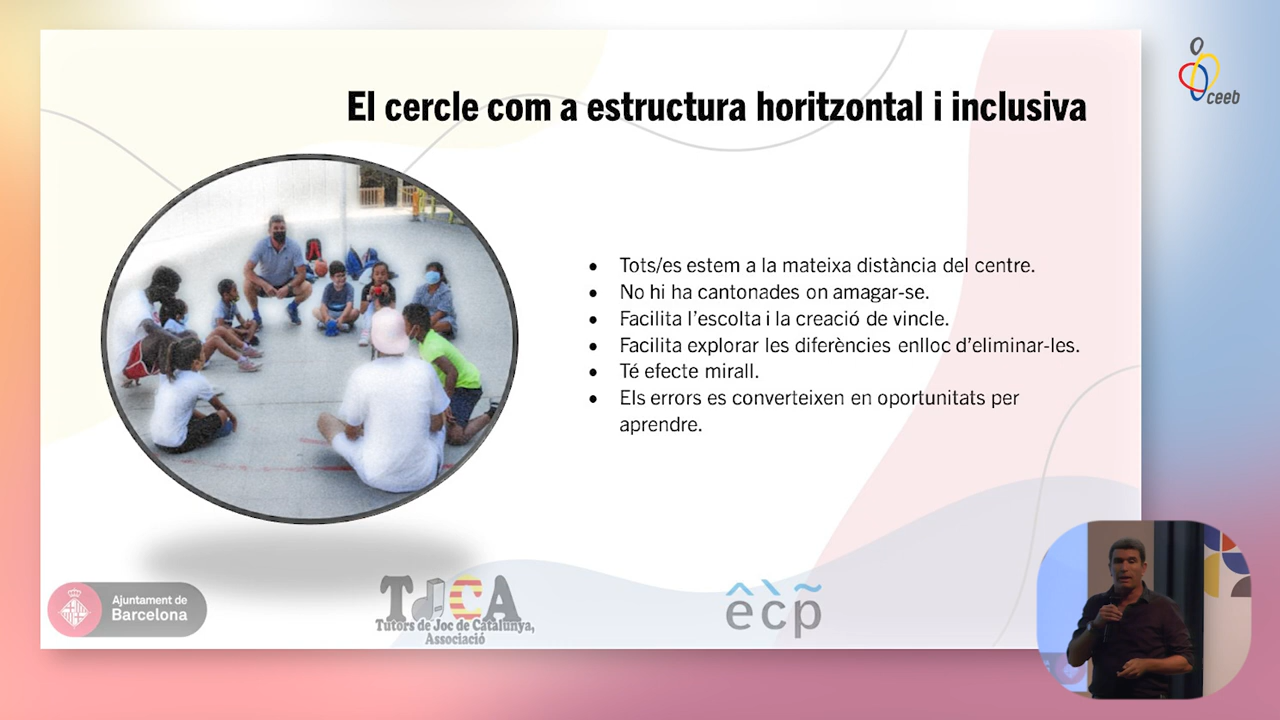 El cercle com a estructura horitzontal i inclusiva
ceeb
Tots/es estem a la mateixa distància del centre.
No hi ha cantonades on amagar-se.
Facilita l'escolta i la creació de vincle.
Facilita explorar les diferències enlloc d'eliminar-les.
Té efecte mirall.
Els errors es converteixen en oportunitats per
aprendre.
Ajuntament de
Barcelona
TJCA
Tutors de Joc de Catalunya,
Associació
ecp